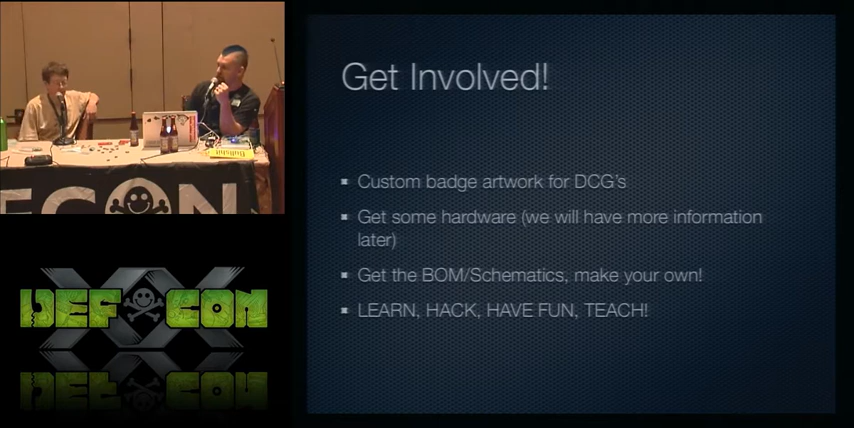 Get Involved!
Custom badge artwork for DCG's
Get some hardware (we will have more information
later)
Get the BOM/Schematics, make your own!
LEARN, HACK, HAVE FUN, TEACH!
DEF CON
XX